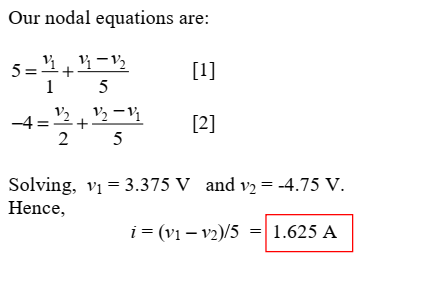 Our nodal equations are:
5 = v₁/1 + (v₁ − v₂)/5 [1]
−4 = v₂/2 + (v₂ − v₁)/5 [2]
Solving, v₁ = 3.375 V and v₂ = -4.75 V.
Hence,
i = (v₁ – v₂)/5 = 1.625 A